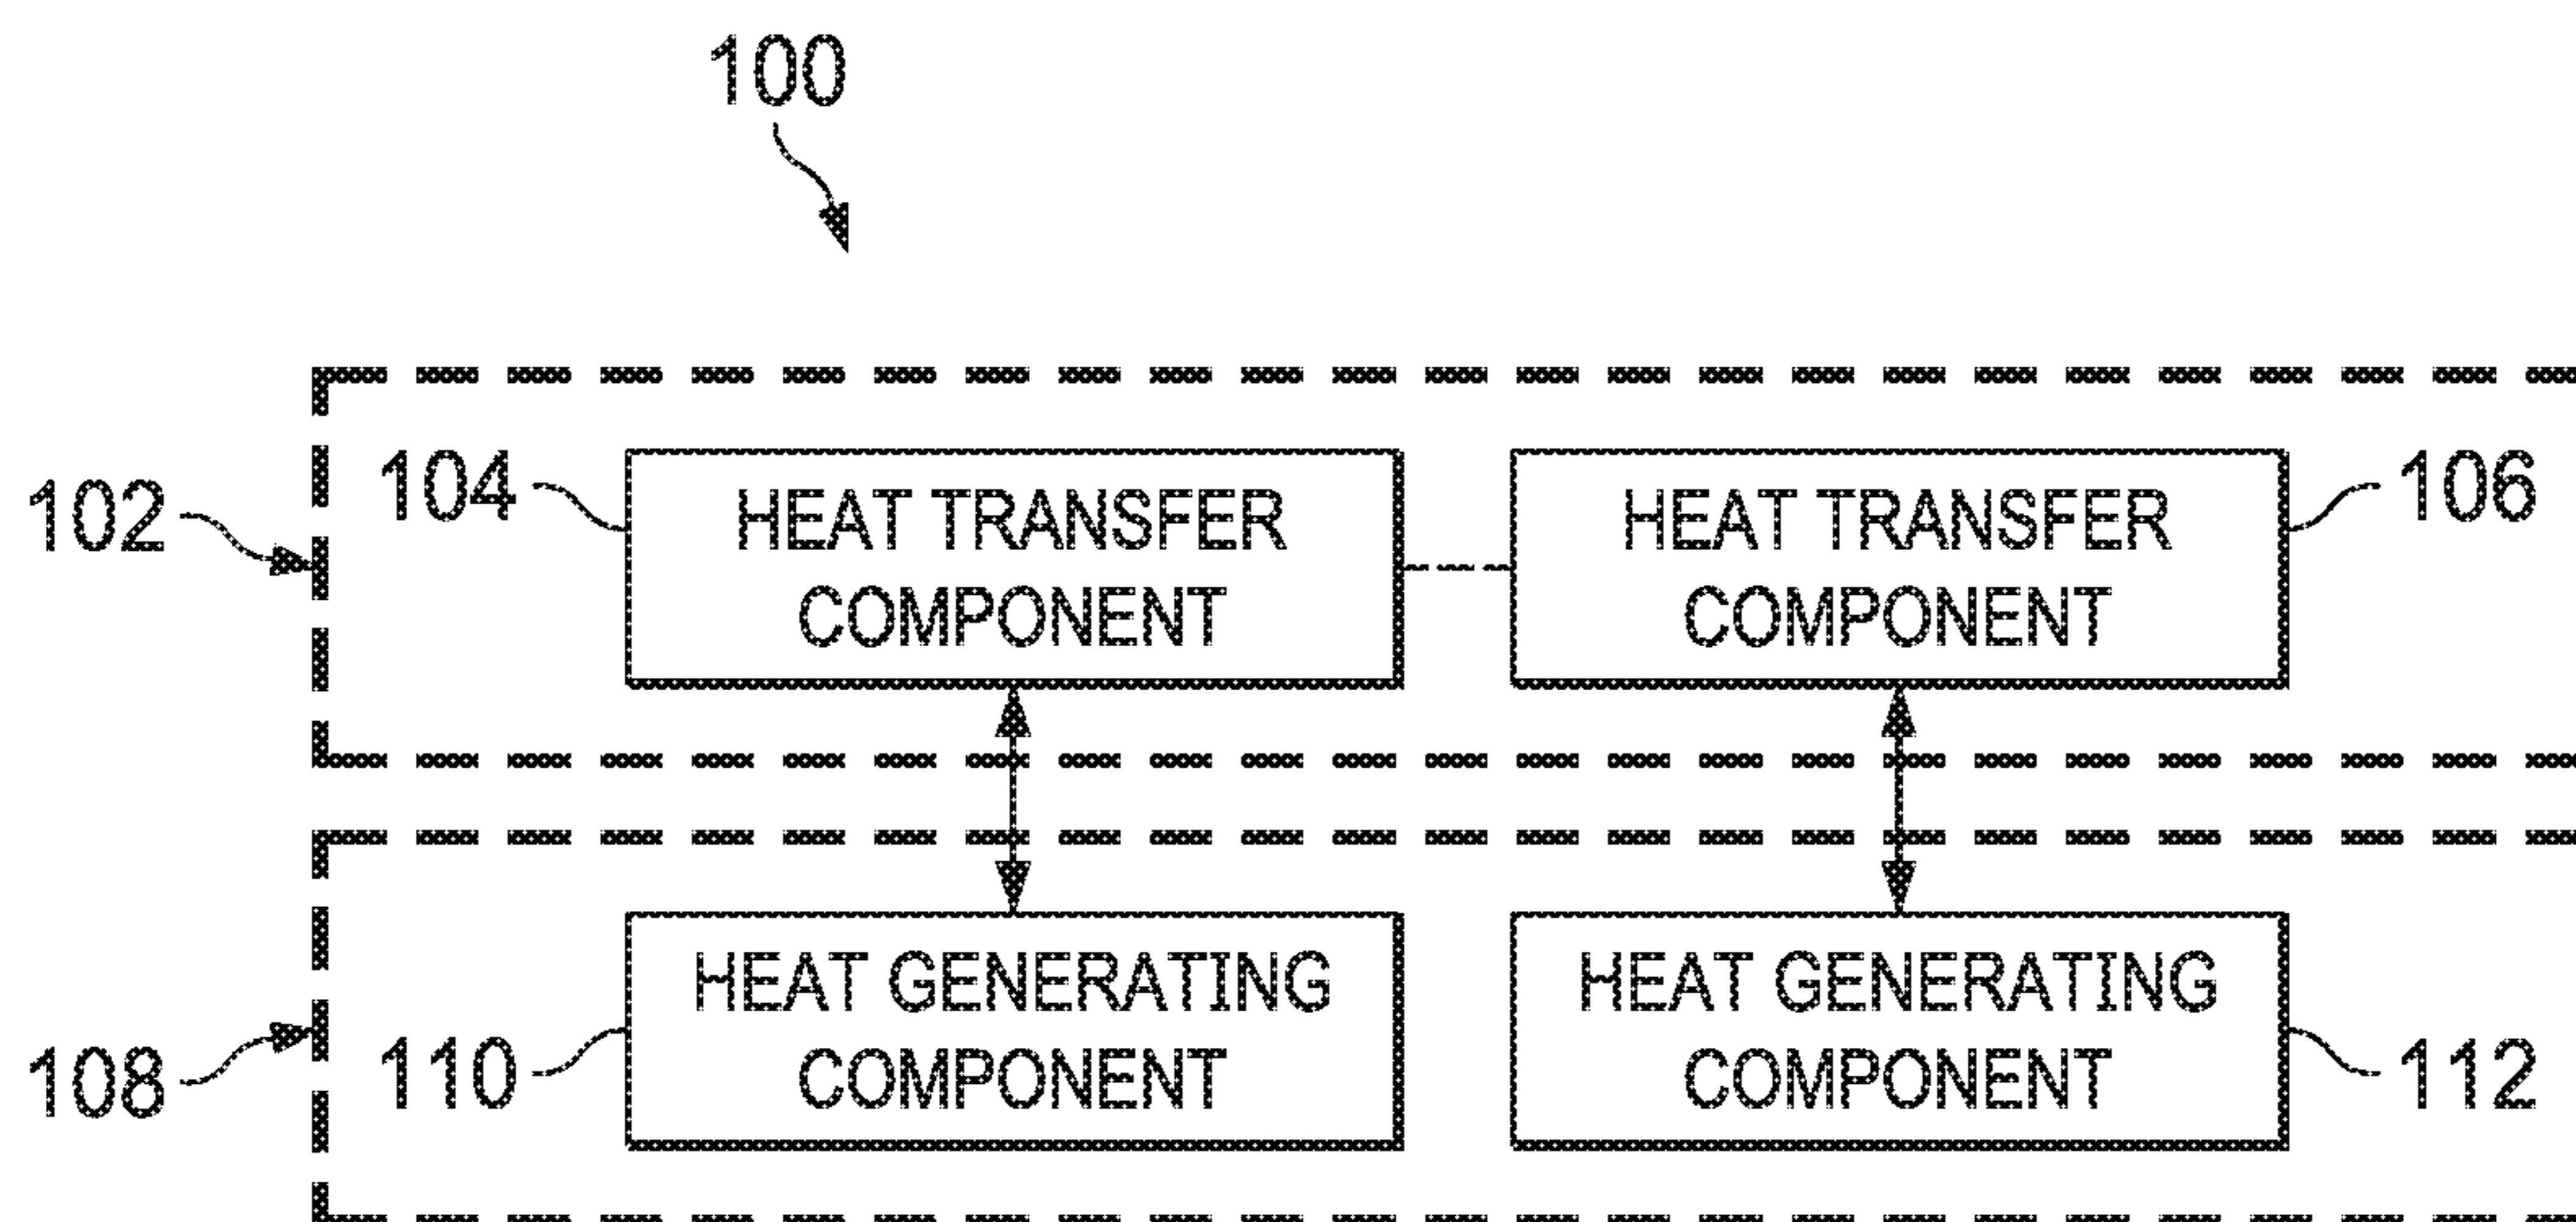 100
102
104
HEAT TRANSFER
COMPONENT
HEAT TRANSFER
COMPONENT
106
108
110
HEAT GENERATING
COMPONENT
HEAT GENERATING
COMPONENT
112